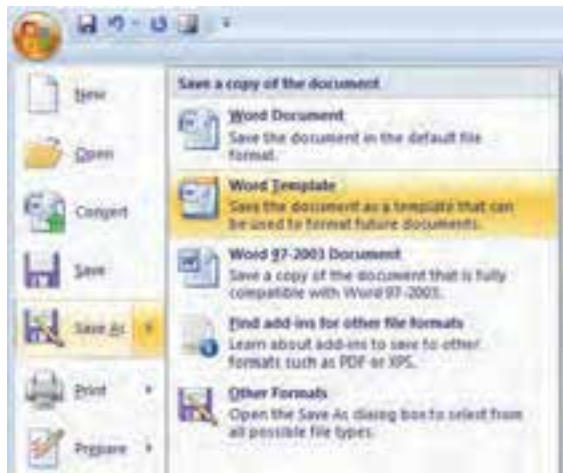 New
Open
Convert
Save
Save As
Print
Prepare
Save a copy of the document
Word Document
Save the document in the default file
format.
Word Template
Save the document as a template that can
be used to format future documents.
Word 97-2003 Document
Save a copy of the document that is fully
compatible with Word 97-2003.
Find add-ins for other file formats
Learn about add-ins to save to other
formats such as PDF or XPS.
Other Formats
Open the Save As dialog box to select from
all possible file types.